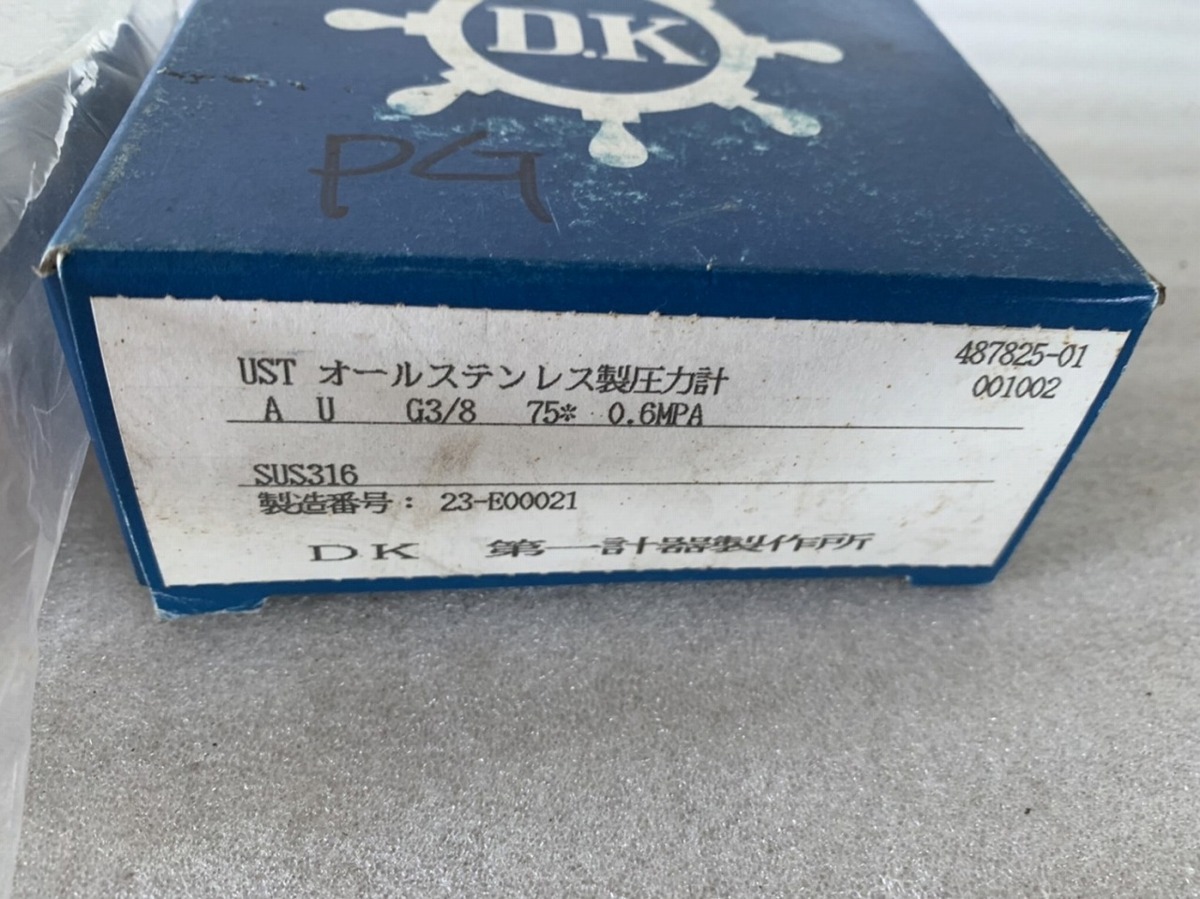 D.K
PG
487825-01
UST オールステンレス製圧力計
001002
A U G3/8 75* 0.6MPA
SUS316
製造番号: 23-E00021
DK 第一計器製作所